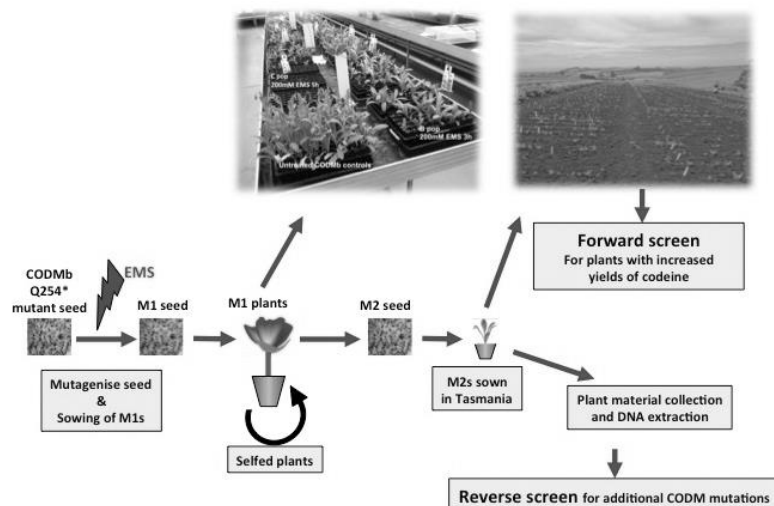 C pop
200mM EMS 5h
B pop
200mM EMS 3h
Untreated CODMb controls
Forward screen
For plants with increased
yields of codeine
CODMb
Q254*
mutant seed
EMS
M1 seed
M1 plants
M2 seed
Mutagenise seed
&
Sowing of M1s
Selfed plants
M2s sown
in Tasmania
Plant material collection
and DNA extraction
Reverse screen for additional CODM mutations